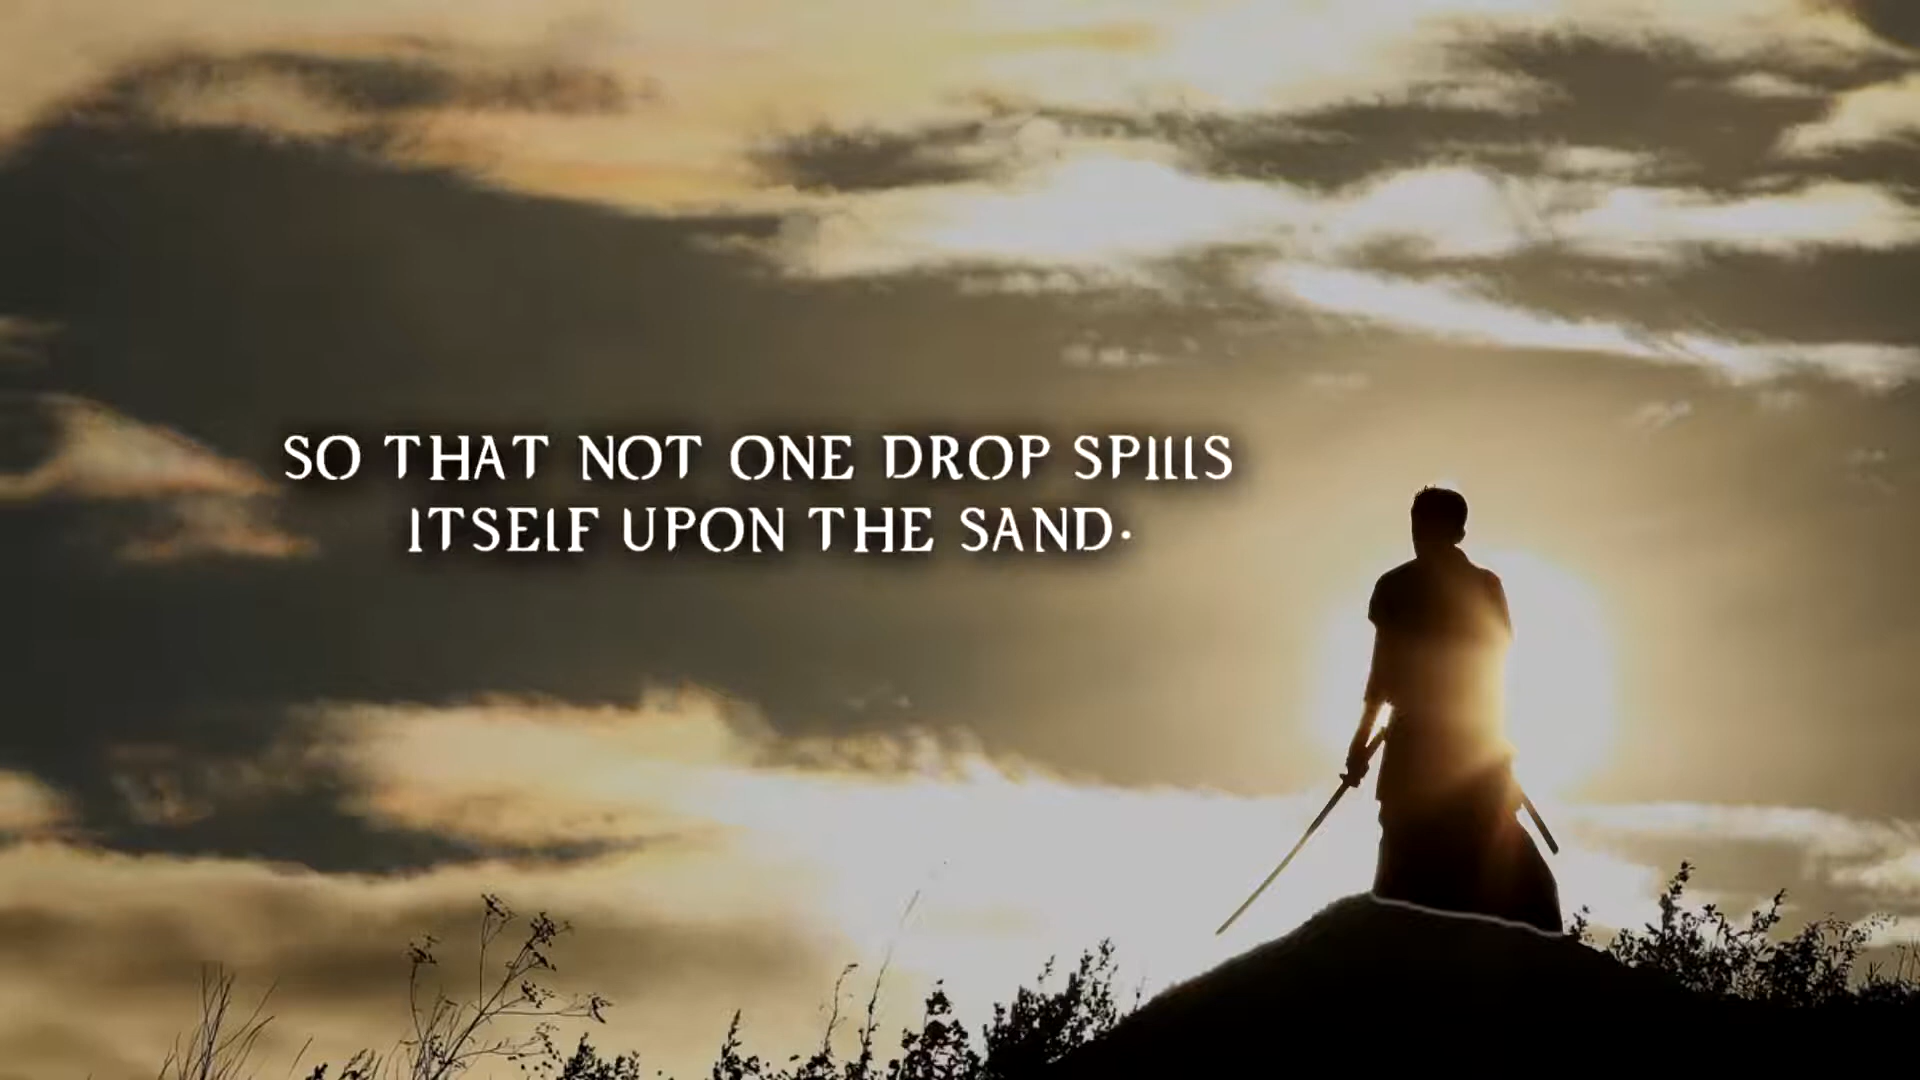 SO THAT NOT ONE DROP SPIllS
ITSElF UPON THE SAND.